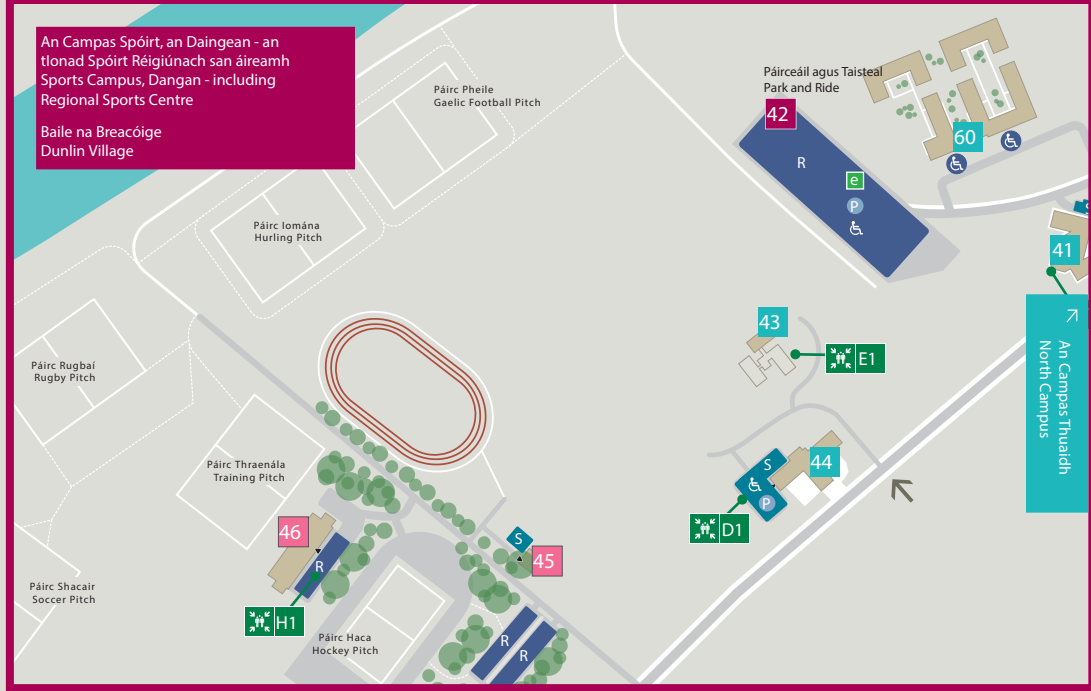 An Campas Spóirt, an Daingean - an
tIonad Spóirt Réigiúnach san áireamh
Sports Campus, Dangan - including
Regional Sports Centre
Baile na Breacóige
Dunlin Village
Páirc Pheile
Gaelic Football Pitch
Páirceáil agus Taisteal
Park and Ride
42
R
e
P
60
41
Páirc Iomána
Hurling Pitch
An Campas Thuaidh
North Campus
43
E1
Páirc Rugbaí
Rugby Pitch
Páirc Thraenála
Training Pitch
44
S
P
D1
46
R
H1
S
45
Páirc Shacair
Soccer Pitch
Páirc Haca
Hockey Pitch
R
R